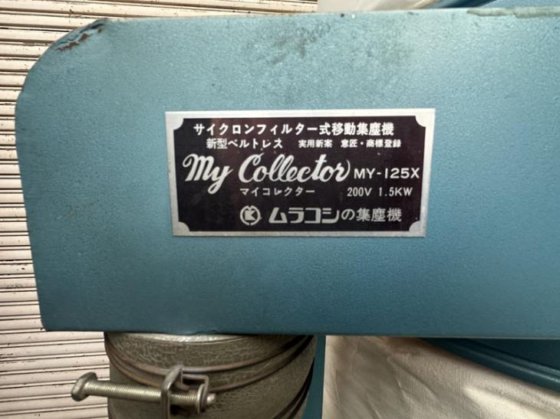 サイクロンフィルター式移動集塵機
新型ベルトレス 実用新案 意匠・商標登録
My Collector MY-125X
マイコレクター 200V 1.5KW
ムラコシの集塵機